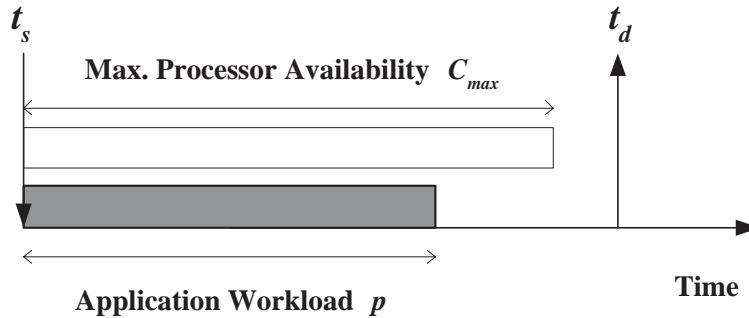 t_s
t_d
Max. Processor Availability C_max
Application Workload p
Time